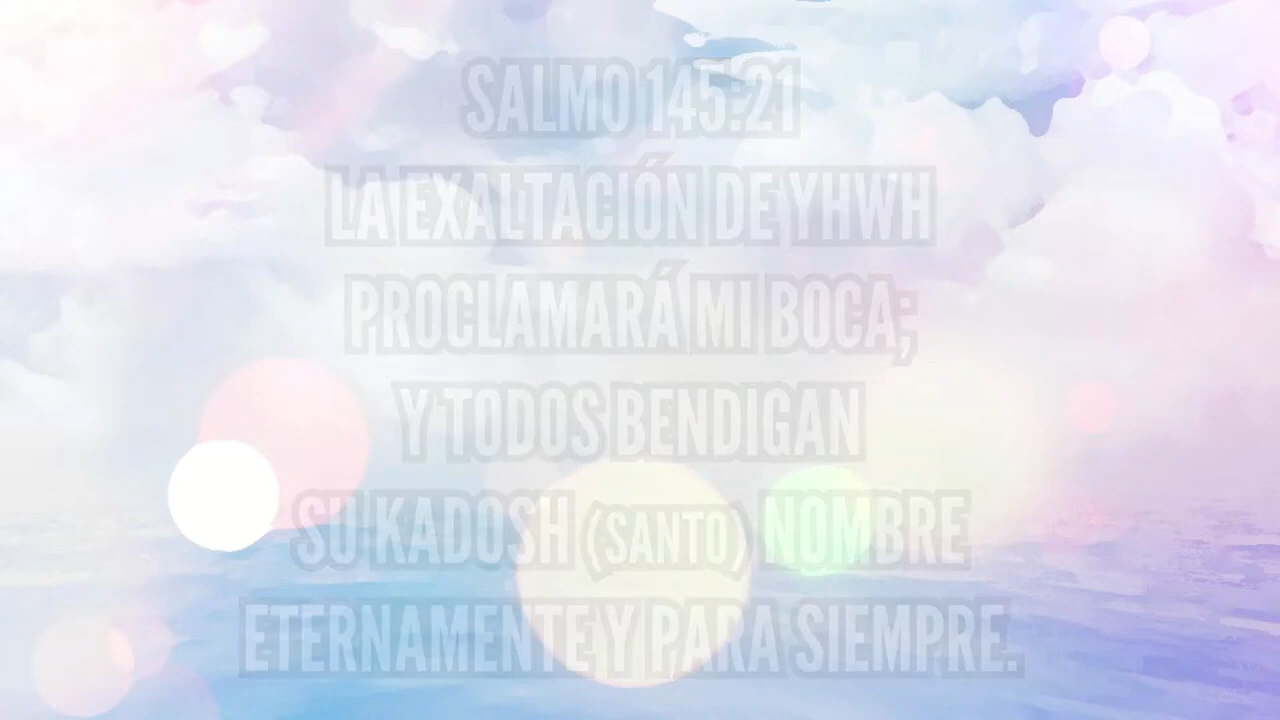 SALMO 145:21
LA EXALTACIÓN DE YHWH
PROCLAMARÁ MI BOCA;
Y TODOS BENDIGAN
SU KADOSH (SANTO) NOMBRE
ETERNAMENTE Y PARA SIEMPRE.